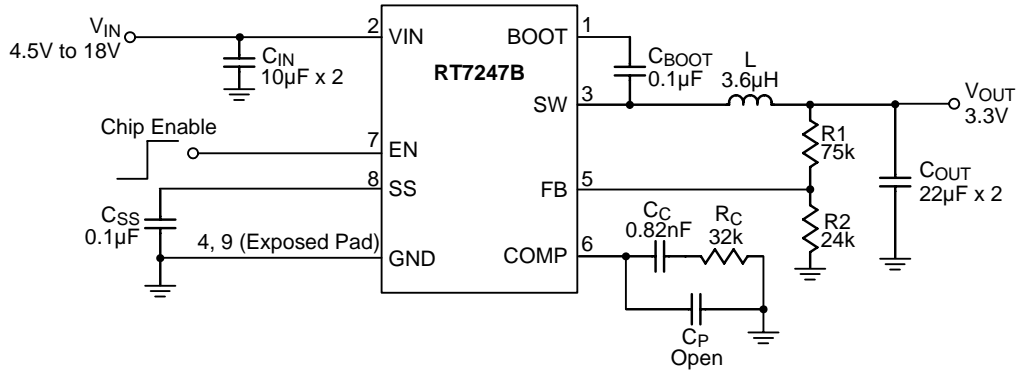 VIN
4.5V to 18V
CIN
10µF x 2
2
VIN
RT7247B
BOOT
1
CBOOT
0.1µF
L
3.6µH
SW
3
VOUT
3.3V
Chip Enable
7
EN
R1
75k
COUT
22µF x 2
8
SS
FB
5
CSS
0.1µF
R2
24k
4, 9 (Exposed Pad)
GND
COMP
6
CC
0.82nF
RC
32k
CP
Open